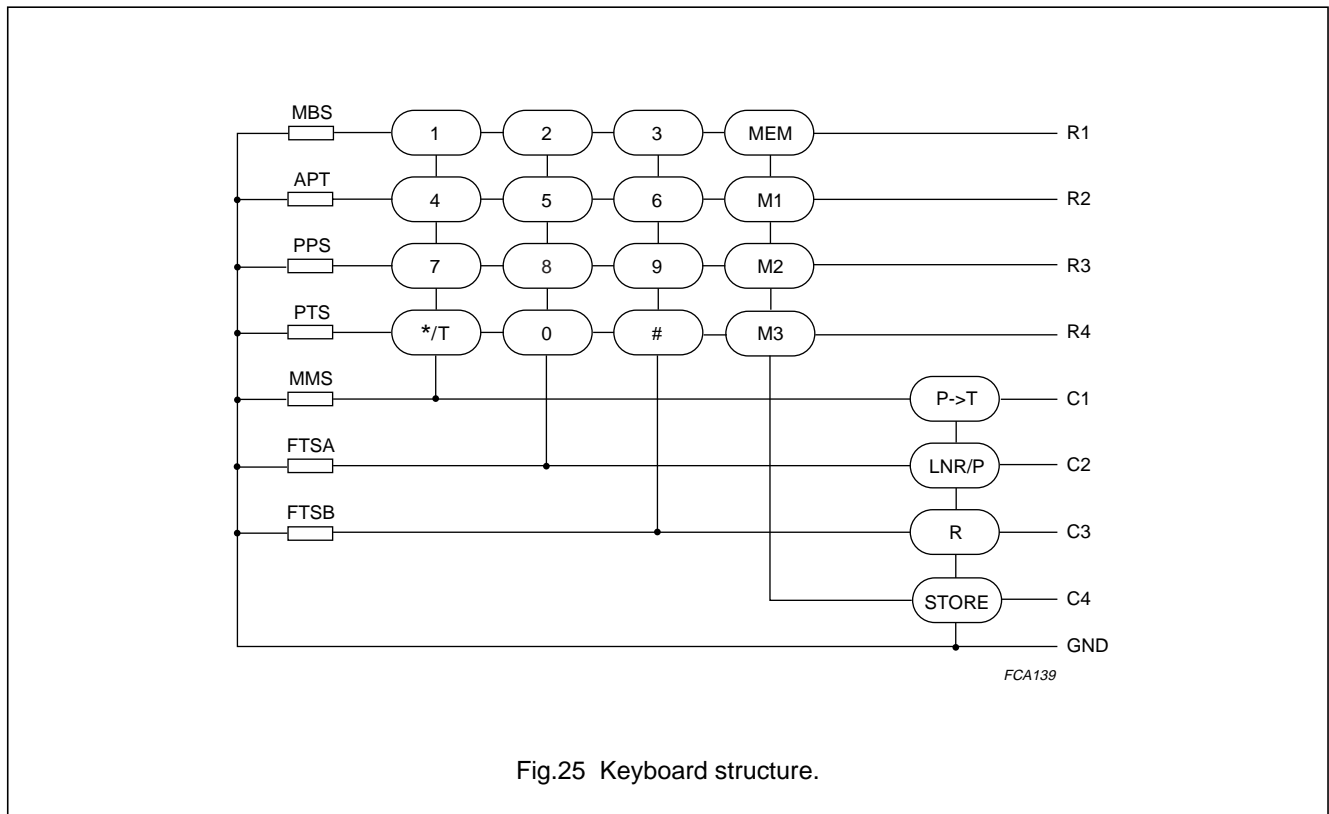 MBS
1 2 3 MEM R1
APT
4 5 6 M1 R2
PPS
7 8 9 M2 R3
PTS
*/T 0 # M3 R4
MMS
P->T C1
FTSA
LNR/P C2
FTSB
R C3
STORE C4
GND
FCA139
Fig.25 Keyboard structure.